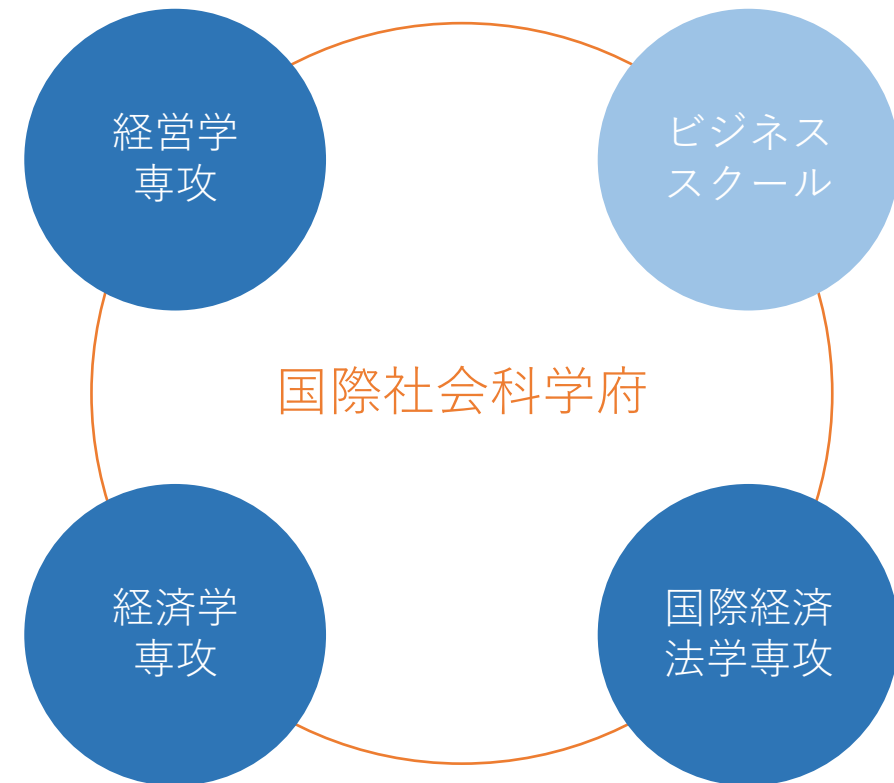 経営学
専攻
ビジネス
スクール
国際社会科学府
経済学
専攻
国際経済
法学専攻